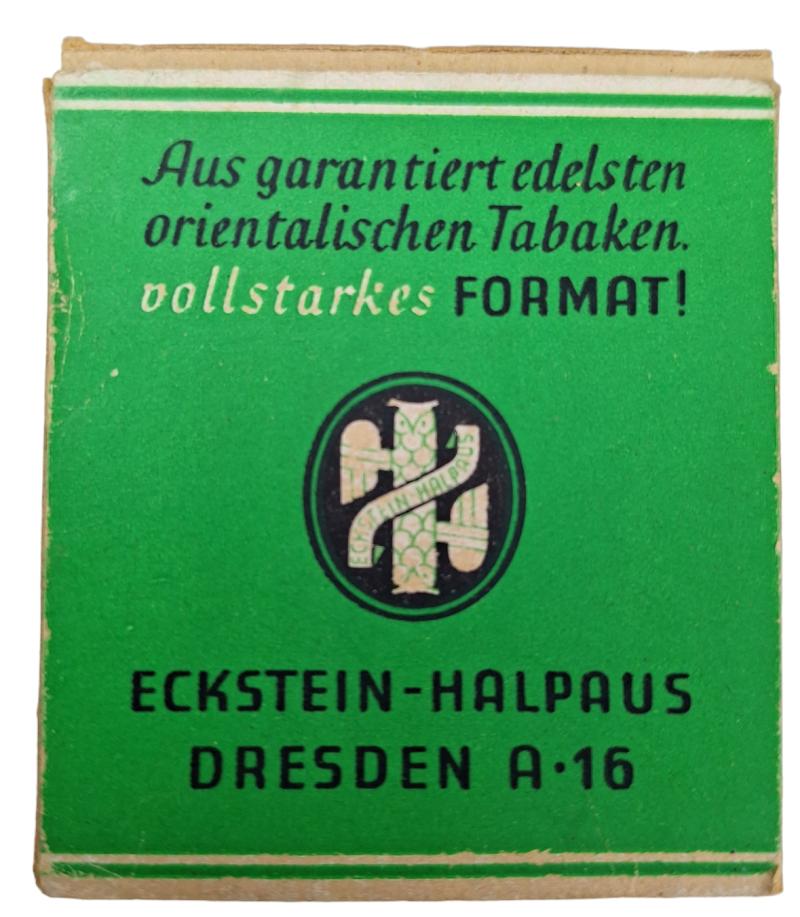 Aus garantiert edelsten
orientalischen Tabaken.
vollstarkes FORMAT!
ECKSTEIN-HALPAUS
ECKSTEIN-HALPAUS
DRESDEN A·16